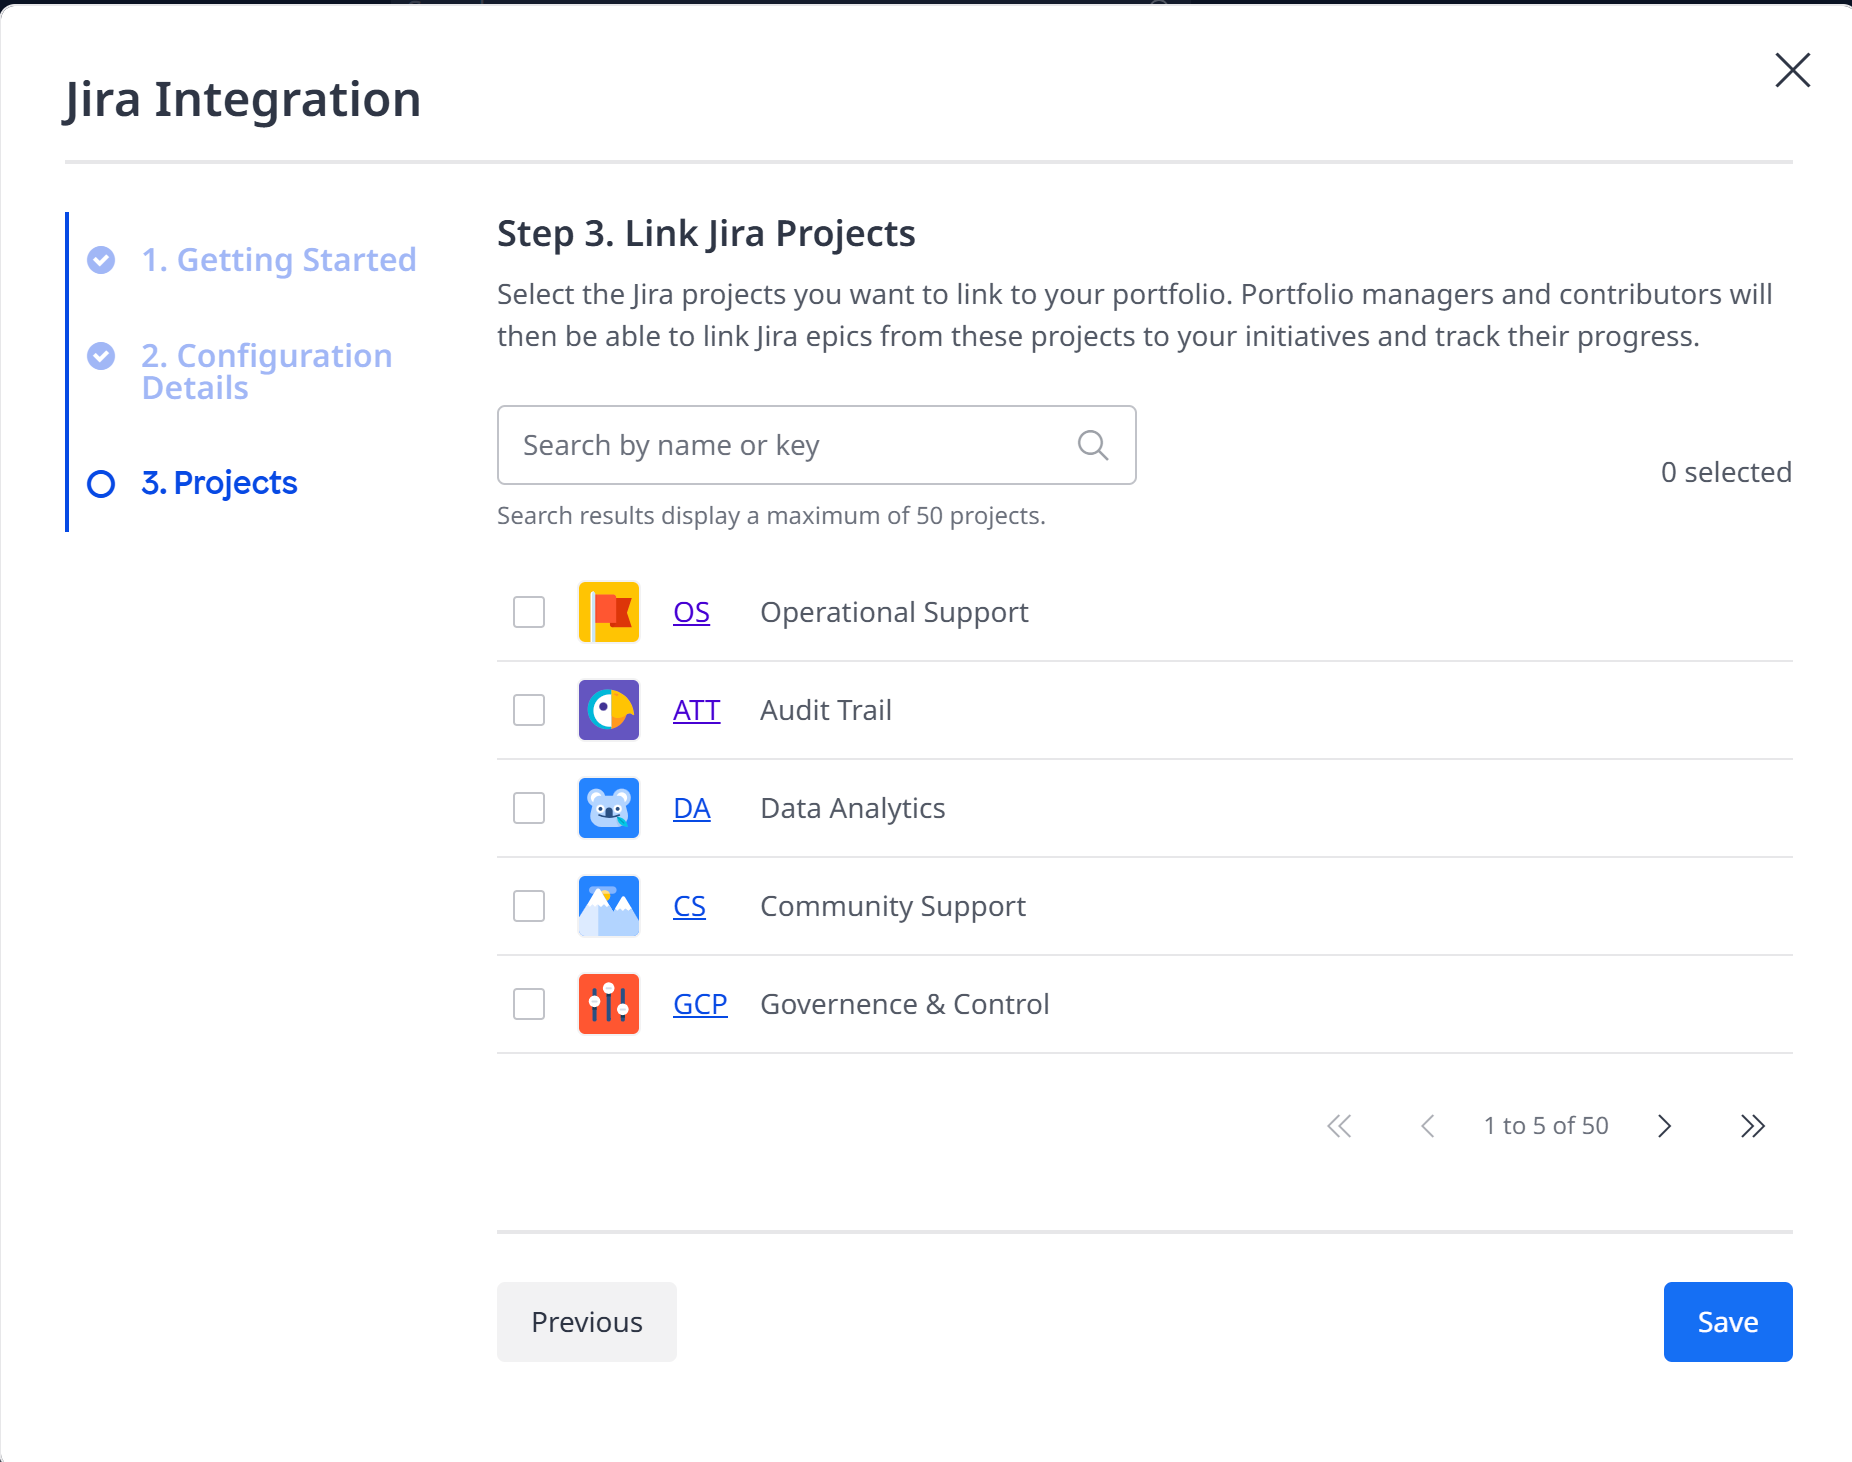 Jira Integration
1. Getting Started
2. Configuration
Details
3. Projects
Step 3. Link Jira Projects
Select the Jira projects you want to link to your portfolio. Portfolio managers and contributors will
then be able to link Jira epics from these projects to your initiatives and track their progress.
Search by name or key
0 selected
Search results display a maximum of 50 projects.
OS Operational Support
ATT Audit Trail
DA Data Analytics
CS Community Support
GCP Governence & Control
1 to 5 of 50
Previous
Save